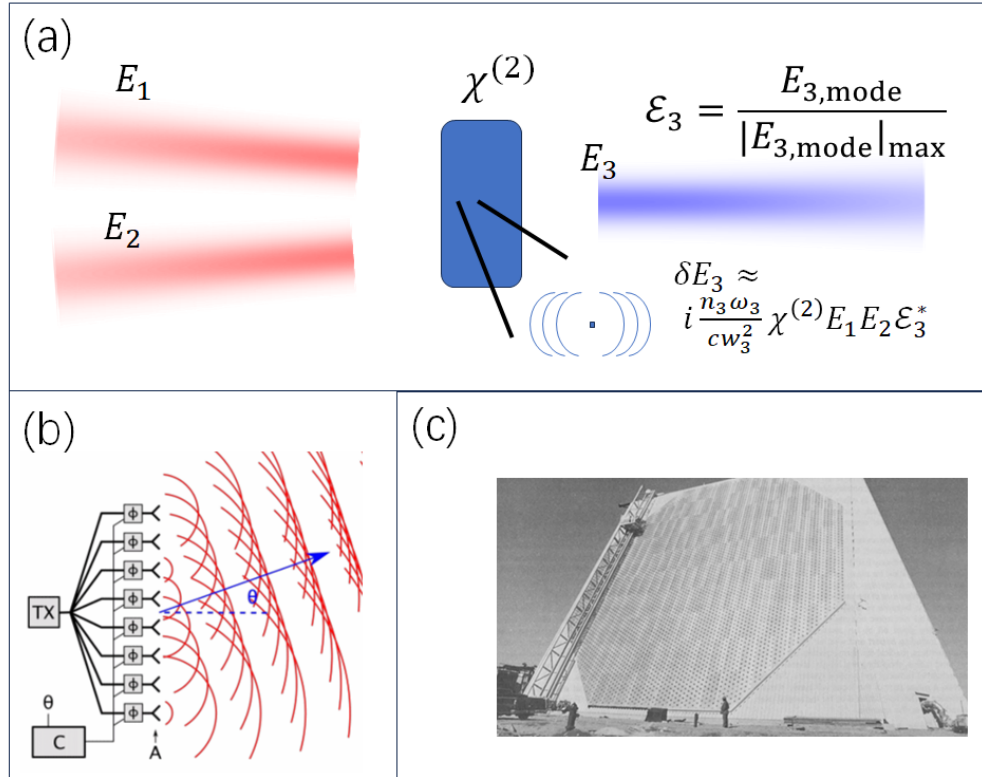 (a)
E₁
E₂
χ⁽²⁾
ℰ₃ = E₃,mode / |E₃,mode|max
E₃
δE₃ ≈
i (n₃ω₃ / cw₃²) χ⁽²⁾E₁E₂ℰ₃*
(b)
TX
ϕ
ϕ
ϕ
ϕ
ϕ
ϕ
ϕ
ϕ
θ
θ
C
A
(c)